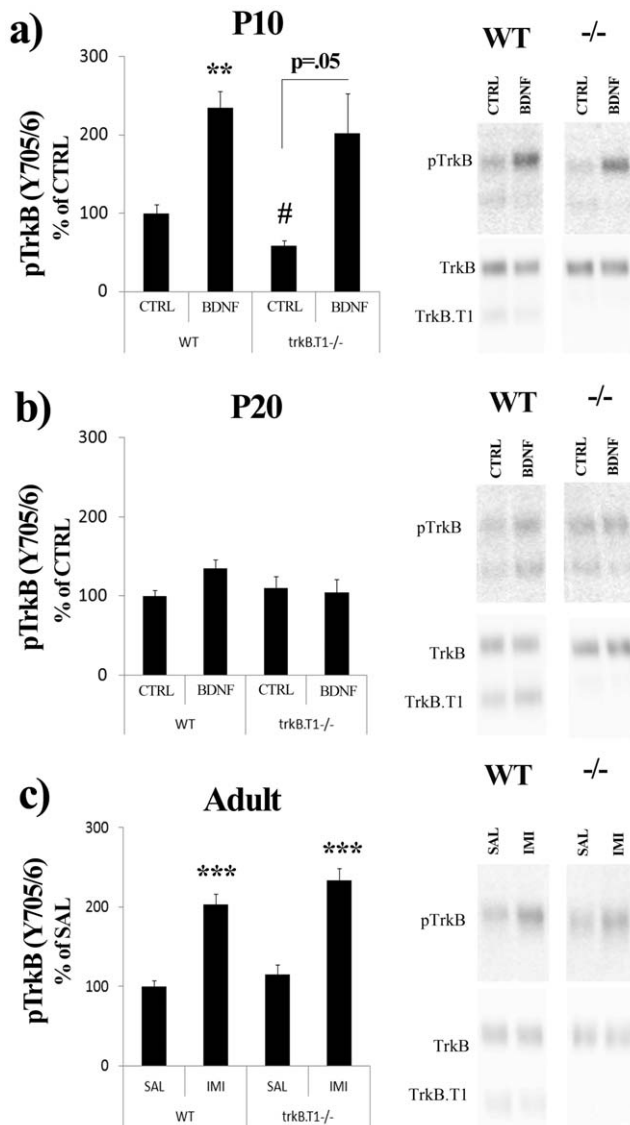 a)
P10
pTrkB (Y705/6)
% of CTRL
300
200
100
0
**
#
p=.05
CTRL
BDNF
CTRL
BDNF
WT
trkB.T1-/-
WT
-/-
CTRL
BDNF
CTRL
BDNF
pTrkB
TrkB
TrkB.T1
b)
P20
pTrkB (Y705/6)
% of CTRL
300
200
100
0
CTRL
BDNF
CTRL
BDNF
WT
trkB.T1-/-
WT
-/-
CTRL
BDNF
CTRL
BDNF
pTrkB
TrkB
TrkB.T1
c)
Adult
pTrkB (Y705/6)
% of SAL
300
200
100
0
***
***
SAL
IMI
SAL
IMI
WT
trkB.T1-/-
WT
-/-
SAL
IMI
SAL
IMI
pTrkB
TrkB
TrkB.T1